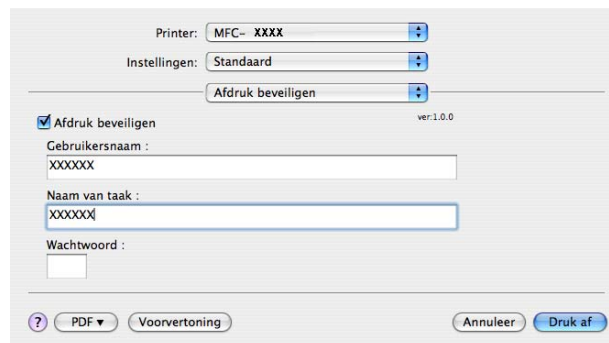 Printer: MFC- XXXX
Instellingen: Standaard
Afdruk beveiligen
Afdruk beveiligen ver:1.0.0
Gebruikersnaam :
XXXXXX
Naam van taak :
XXXXXX
Wachtwoord :
? PDF▼ Voorvertoning Annuleer Druk af